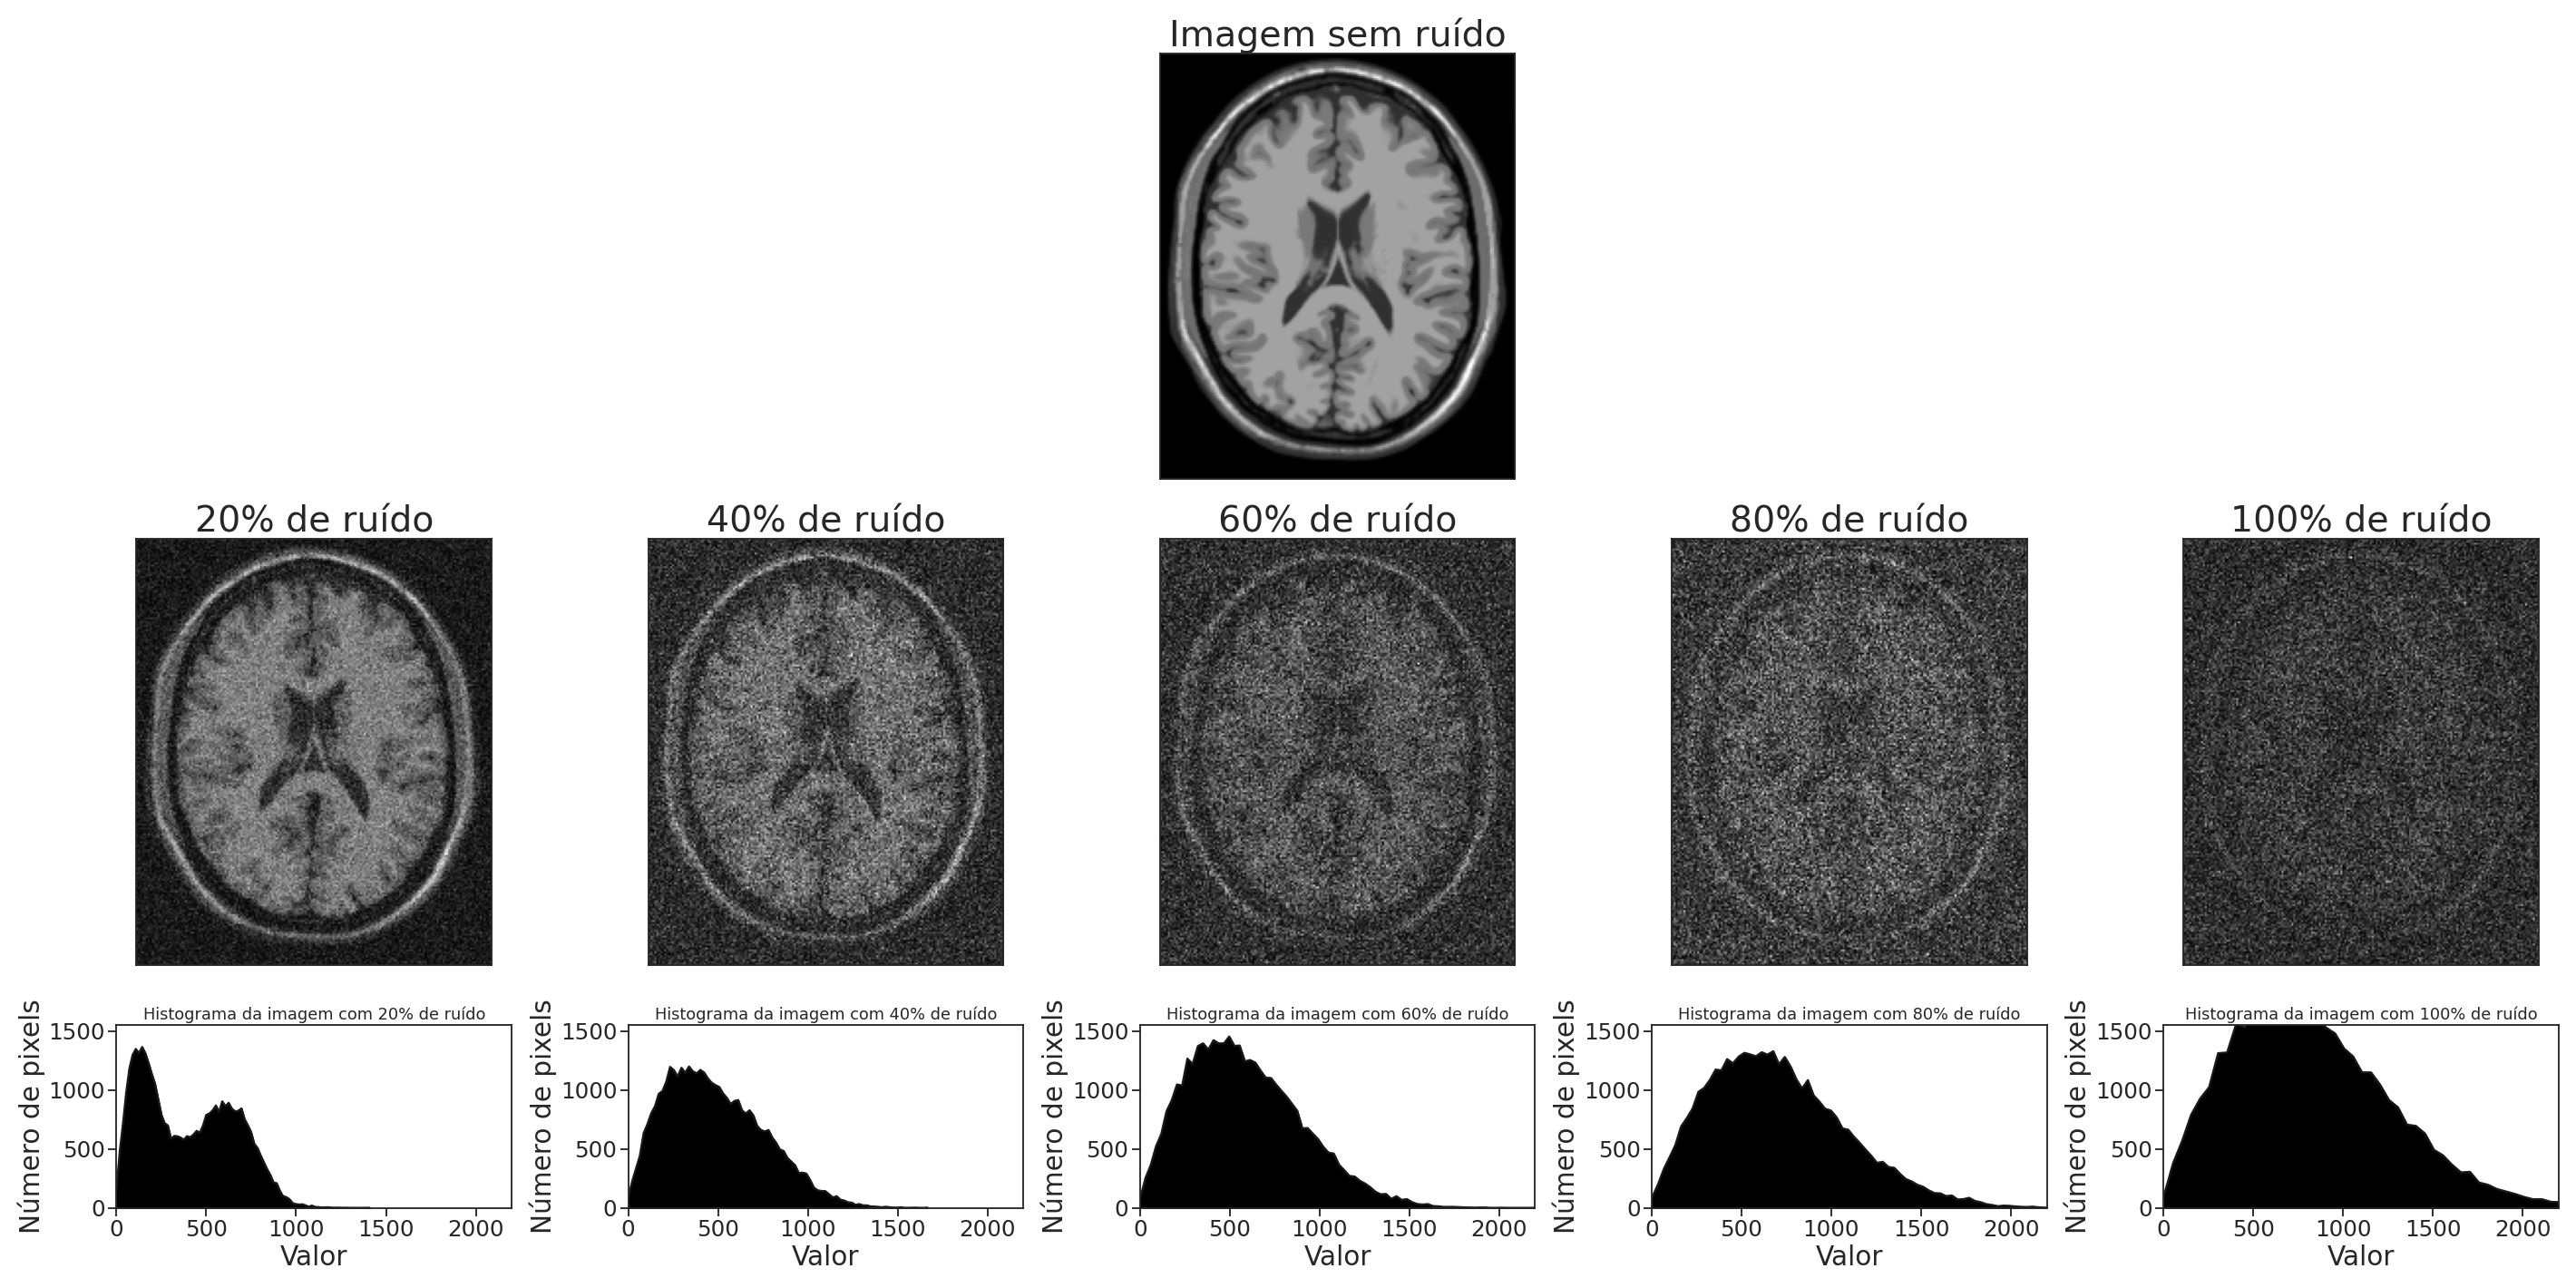 Imagem sem ruído
20% de ruído
40% de ruído
60% de ruído
80% de ruído
100% de ruído
Histograma da imagem com 20% de ruído
Número de pixels
1500
1000
500
0
0 500 1000 1500 2000
Valor
Histograma da imagem com 40% de ruído
Número de pixels
1500
1000
500
0
0 500 1000 1500 2000
Valor
Histograma da imagem com 60% de ruído
Número de pixels
1500
1000
500
0
0 500 1000 1500 2000
Valor
Histograma da imagem com 80% de ruído
Número de pixels
1500
1000
500
0
0 500 1000 1500 2000
Valor
Histograma da imagem com 100% de ruído
Número de pixels
1500
1000
500
0
0 500 1000 1500 2000
Valor